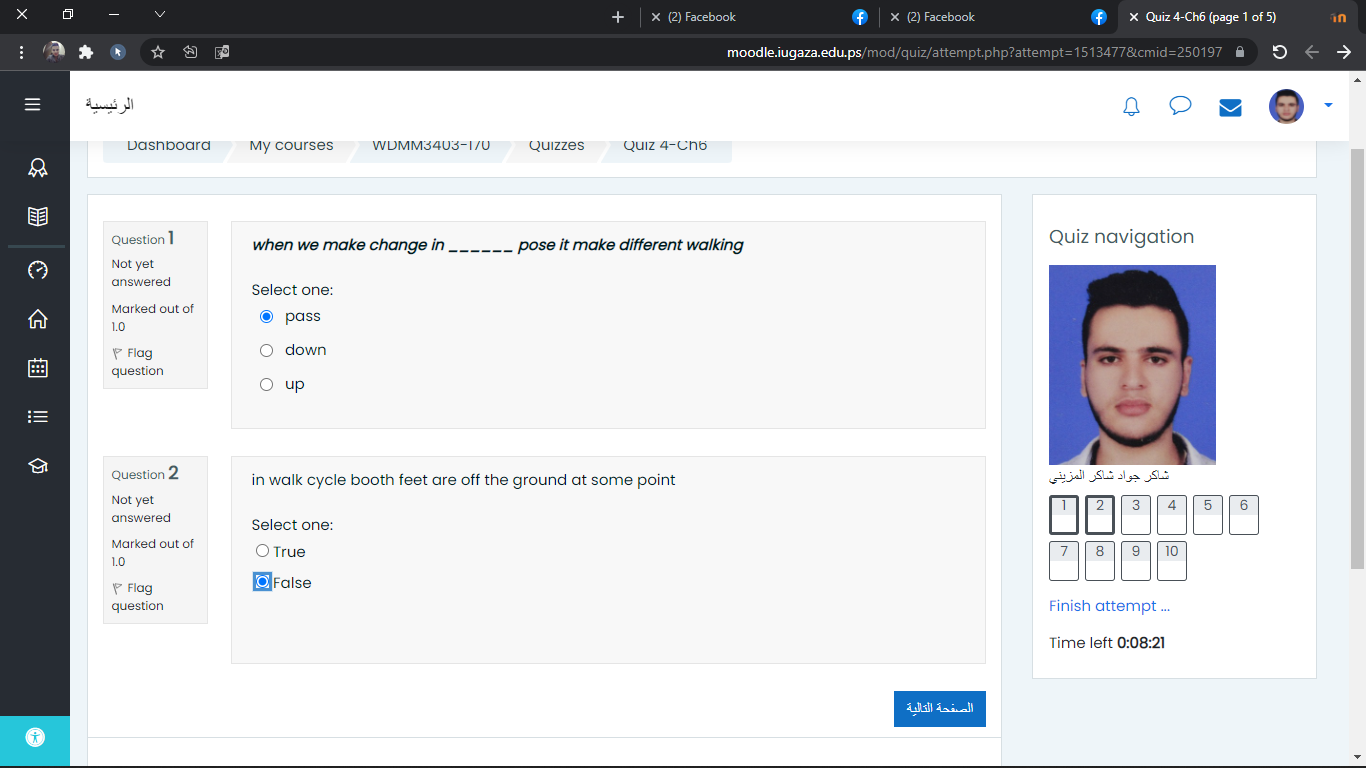 (2) Facebook
(2) Facebook
Quiz 4-Ch6 (page 1 of 5)
moodle.iugaza.edu.ps/mod/quiz/attempt.php?attempt=1513477&cmid=250197
الرئيسية
Dashboard
My courses
WDMM3403-170
Quizzes
Quiz 4-Ch6
Question 1
Not yet
answered
Marked out of
1.0
Flag
question
when we make change in ______ pose it make different walking
Select one:
pass
down
up
Question 2
Not yet
answered
Marked out of
1.0
Flag
question
in walk cycle booth feet are off the ground at some point
Select one:
True
False
الصفحة التالية
Quiz navigation
شاكر جواد شاكر المزيني
1 2 3 4 5 6
7 8 9 10
Finish attempt ...
Time left 0:08:21